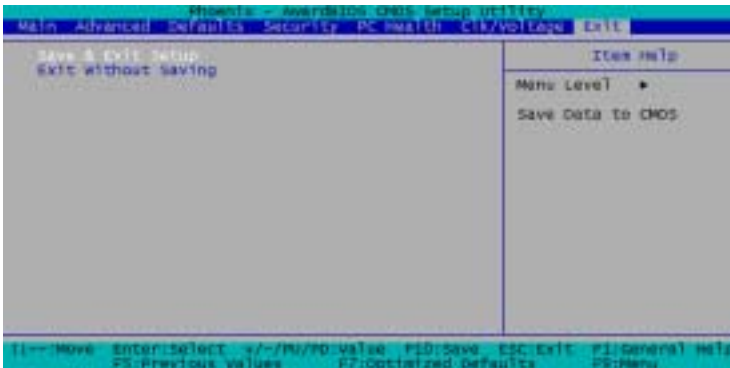 Phoenix - AwardBIOS CMOS Setup Utility
Main Advanced Defaults Security PC Health Clk/Voltage Exit
Save & Exit Setup
Exit Without Saving
Item Help
Menu Level ▸
Save Data to CMOS
:Move Enter:Select +/-/PU/PD:Value F10:Save ESC:Exit F1:General Help
F5:Previous Values F7:Optimized Defaults F9:Menu